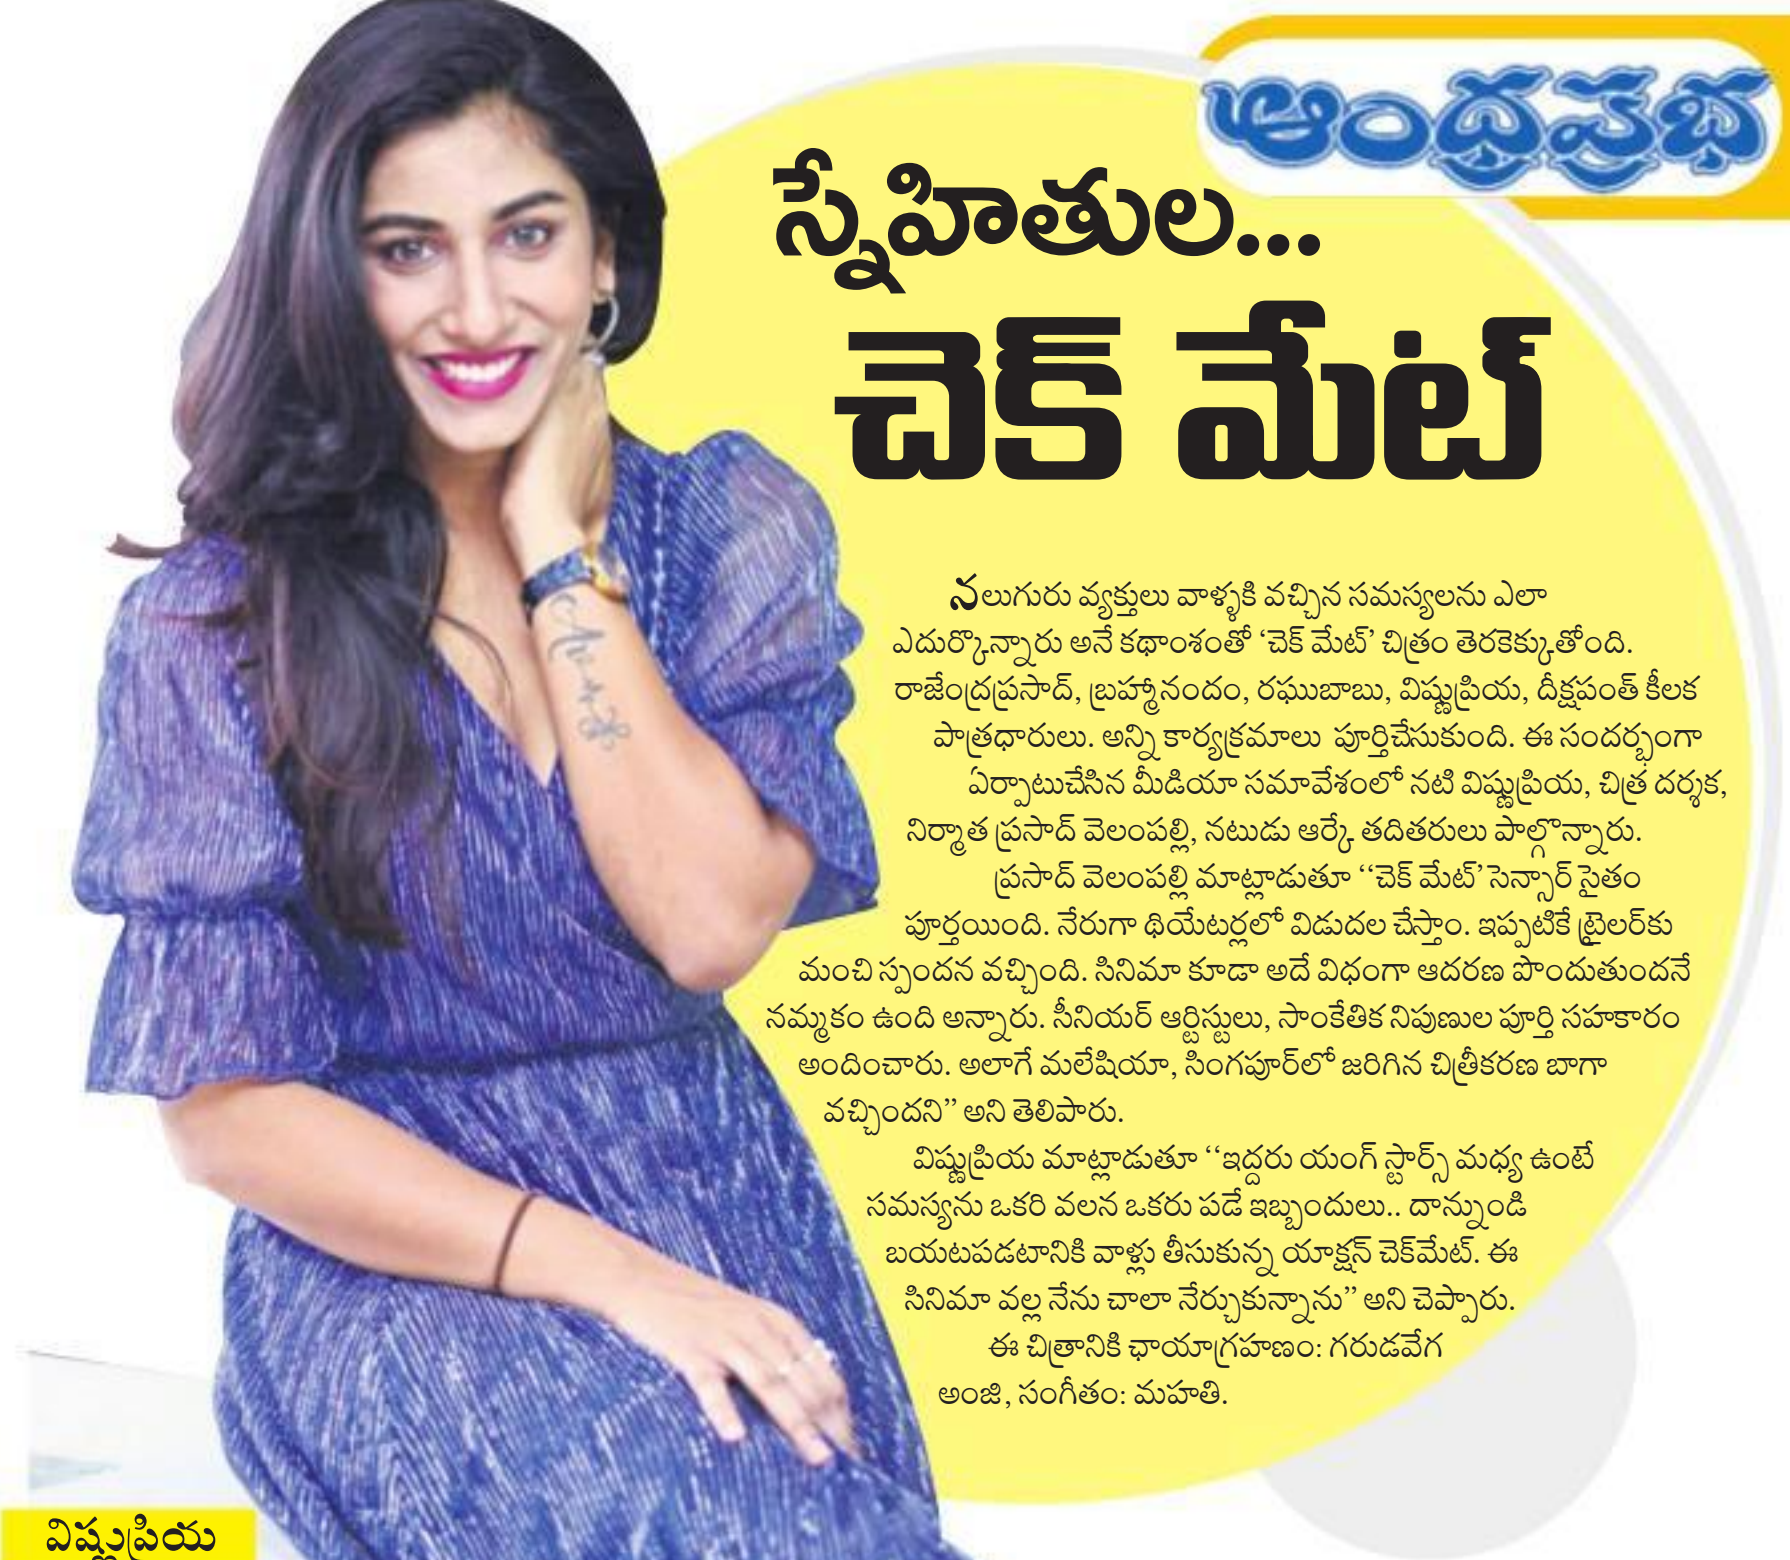 ఆంధ్రప్రభ
స్నేహితుల...
చెక్ మేట్
నలుగురు వ్యక్తులు వాళ్ళకి వచ్చిన సమస్యలను ఎలా
ఎదుర్కొన్నారు అనే కథాంశంతో ‘చెక్ మేట్’ చిత్రం తెరకెక్కుతోంది.
రాజేంద్రప్రసాద్, బ్రహ్మానందం, రఘుబాబు, విష్ణుప్రియ, దీక్షపంత్ కీలక
పాత్రధారులు. అన్ని కార్యక్రమాలు పూర్తిచేసుకుంది. ఈ సందర్భంగా
ఏర్పాటుచేసిన మీడియా సమావేశంలో నటి విష్ణుప్రియ, చిత్ర దర్శక,
నిర్మాత ప్రసాద్ వెలంపల్లి, నటుడు ఆర్కే తదితరులు పాల్గొన్నారు.
ప్రసాద్ వెలంపల్లి మాట్లాడుతూ ‘‘చెక్ మేట్’ సెన్సార్ సైతం
పూర్తయింది. నేరుగా థియేటర్లలో విడుదల చేస్తాం. ఇప్పటికే ట్రైలర్‌కు
మంచి స్పందన వచ్చింది. సినిమా కూడా అదే విధంగా ఆదరణ పొందుతుందనే
నమ్మకం ఉంది అన్నారు. సీనియర్ ఆర్టిస్టులు, సాంకేతిక నిపుణుల పూర్తి సహకారం
అందించారు. అలాగే మలేషియా, సింగపూర్‌లో జరిగిన చిత్రీకరణ బాగా
వచ్చిందని’’ అని తెలిపారు.
విష్ణుప్రియ మాట్లాడుతూ ‘‘ఇద్దరు యంగ్ స్టార్స్ మధ్య ఉంటే
సమస్యను ఒకరి వలన ఒకరు పడే ఇబ్బందులు.. దాన్నుండి
బయటపడటానికి వాళ్లు తీసుకున్న యాక్షన్ చెక్‌మేట్. ఈ
సినిమా వల్ల నేను చాలా నేర్చుకున్నాను’’ అని చెప్పారు.
ఈ చిత్రానికి ఛాయాగ్రహణం: గరుడవేగ
అంజి, సంగీతం: మహతి.
విష్ణుప్రియ